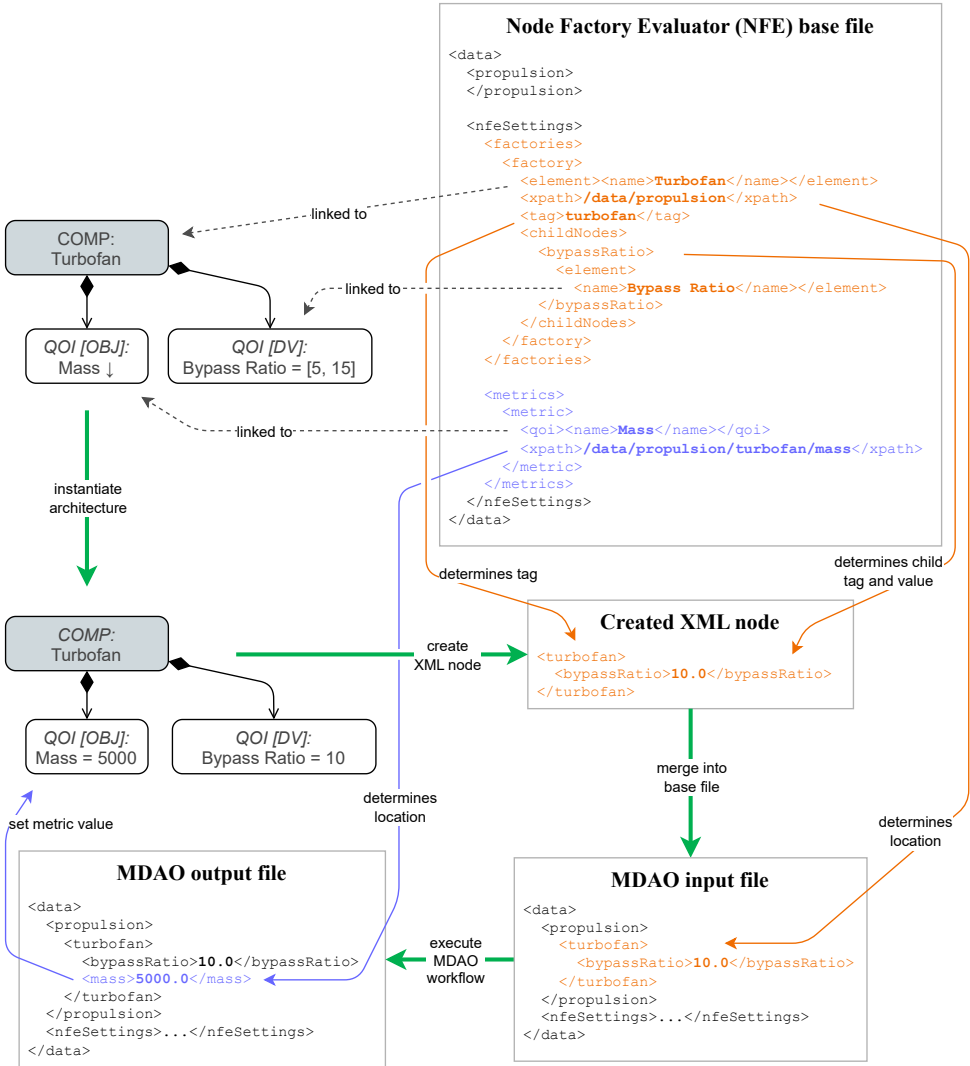 Node Factory Evaluator (NFE) base file
<data>
<propulsion>
</propulsion>
<nfeSettings>
<factories>
<factory>
<element><name>Turbofan</name></element>
<xpath>/data/propulsion</xpath>
<tag>turbofan</tag>
<childNodes>
<bypassRatio>
<element>
<name>Bypass Ratio</name></element>
</bypassRatio>
</childNodes>
</factory>
</factories>
<metrics>
<metric>
<qoi><name>Mass</name></qoi>
<xpath>/data/propulsion/turbofan/mass</xpath>
</metric>
</metrics>
</nfeSettings>
</data>
linked to
linked to
linked to
COMP:
Turbofan
QOI [OBJ]:
Mass ↓
QOI [DV]:
Bypass Ratio = [5, 15]
instantiate
architecture
determines tag
determines child
tag and value
COMP:
Turbofan
QOI [OBJ]:
Mass = 5000
QOI [DV]:
Bypass Ratio = 10
create
XML node
Created XML node
<turbofan>
<bypassRatio>10.0</bypassRatio>
</turbofan>
merge into
base file
determines
location
set metric value
determines
location
MDAO output file
<data>
<propulsion>
<turbofan>
<bypassRatio>10.0</bypassRatio>
<mass>5000.0</mass>
</turbofan>
</propulsion>
<nfeSettings>...</nfeSettings>
</data>
execute
MDAO
workflow
MDAO input file
<data>
<propulsion>
<turbofan>
<bypassRatio>10.0</bypassRatio>
</turbofan>
</propulsion>
<nfeSettings>...</nfeSettings>
</data>